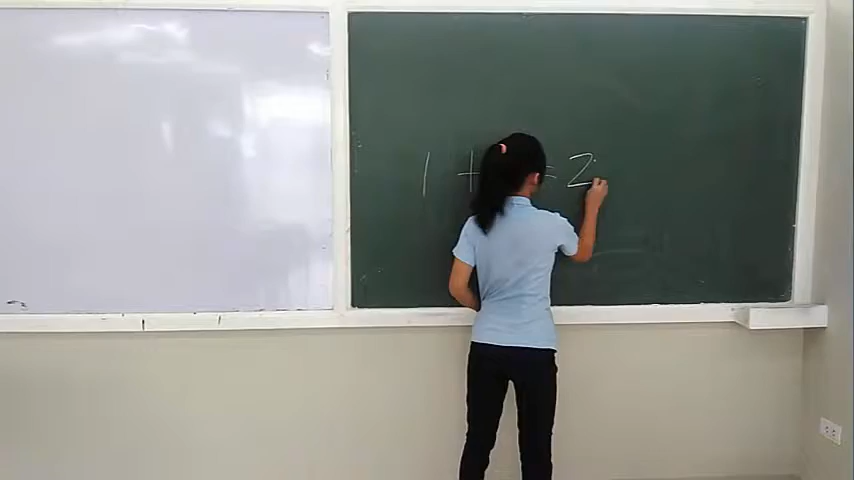 1 + = 2